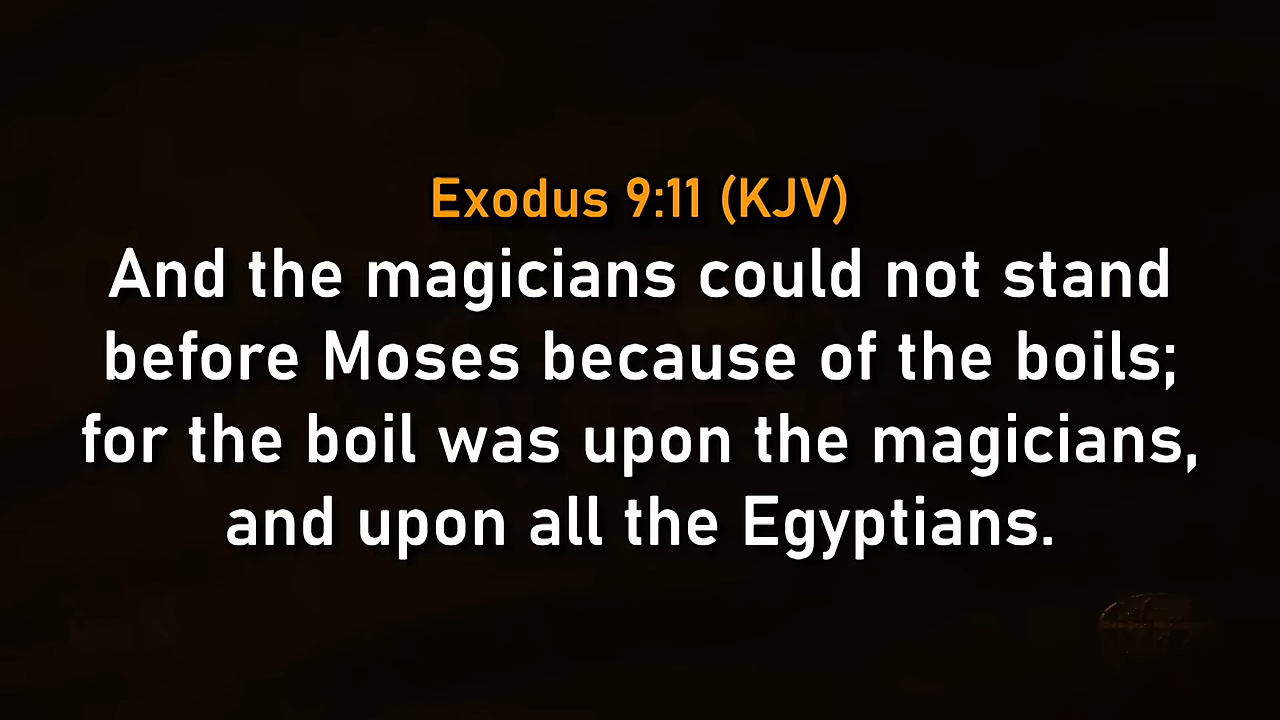 Exodus 9:11 (KJV)
And the magicians could not stand
before Moses because of the boils;
for the boil was upon the magicians,
and upon all the Egyptians.